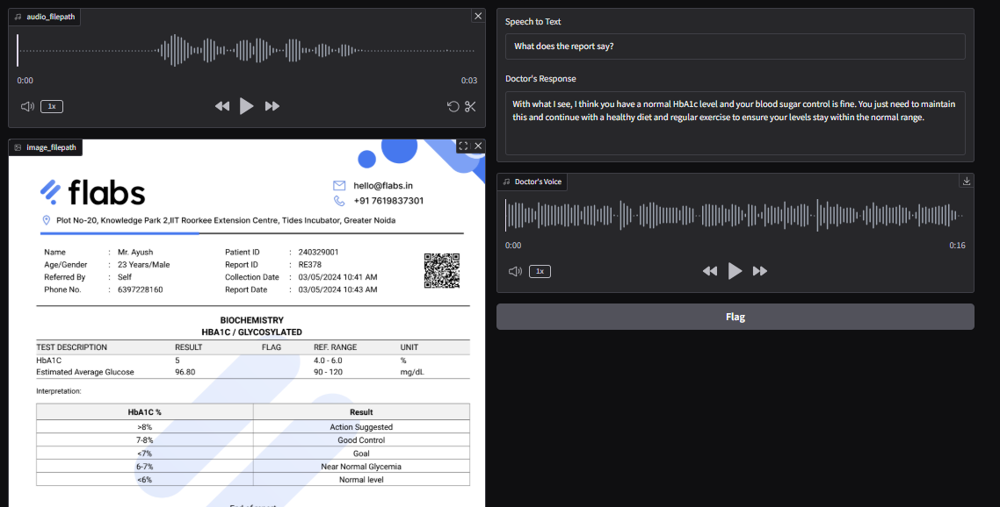 audio_filepath
0:00
0:03
1x
image_filepath
flabs
hello@flabs.in
+91 7619837301
Plot No-20, Knowledge Park 2,IIT Roorkee Extension Centre, Tides Incubator, Greater Noida
Name : Mr. Ayush Patient ID : 240329001
Age/Gender : 23 Years/Male Report ID : RE378
Referred By : Self Collection Date : 03/05/2024 10:41 AM
Phone No. : 6397228160 Report Date : 03/05/2024 10:43 AM
BIOCHEMISTRY
HBA1C / GLYCOSYLATED
TEST DESCRIPTION RESULT FLAG REF. RANGE UNIT
HbA1C 5 4.0 - 6.0 %
Estimated Average Glucose 96.80 90 - 120 mg/dL
Interpretation:
HbA1C % Result
>8% Action Suggested
7-8% Good Control
<7% Goal
6-7% Near Normal Glycemia
<6% Normal level
End of report
Speech to Text
What does the report say?
Doctor's Response
With what I see, I think you have a normal HbA1c level and your blood sugar control is fine. You just need to maintain
this and continue with a healthy diet and regular exercise to ensure your levels stay within the normal range.
Doctor's Voice
0:00
0:16
1x
Flag